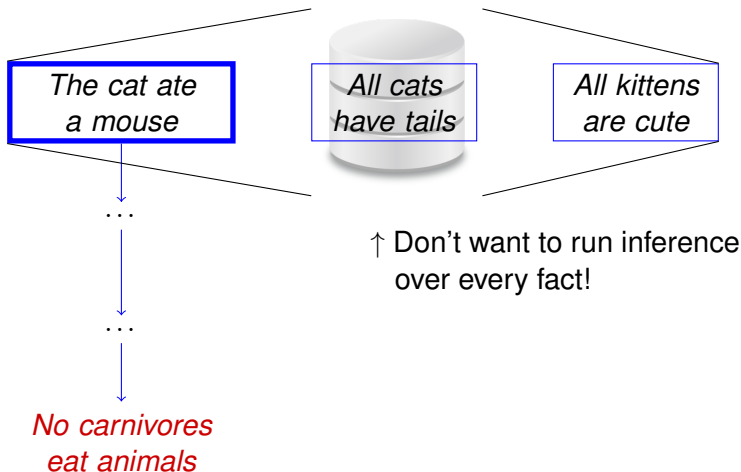 The cat ate
a mouse
All cats
have tails
All kittens
are cute
...
↑ Don't want to run inference
over every fact!
...
No carnivores
eat animals